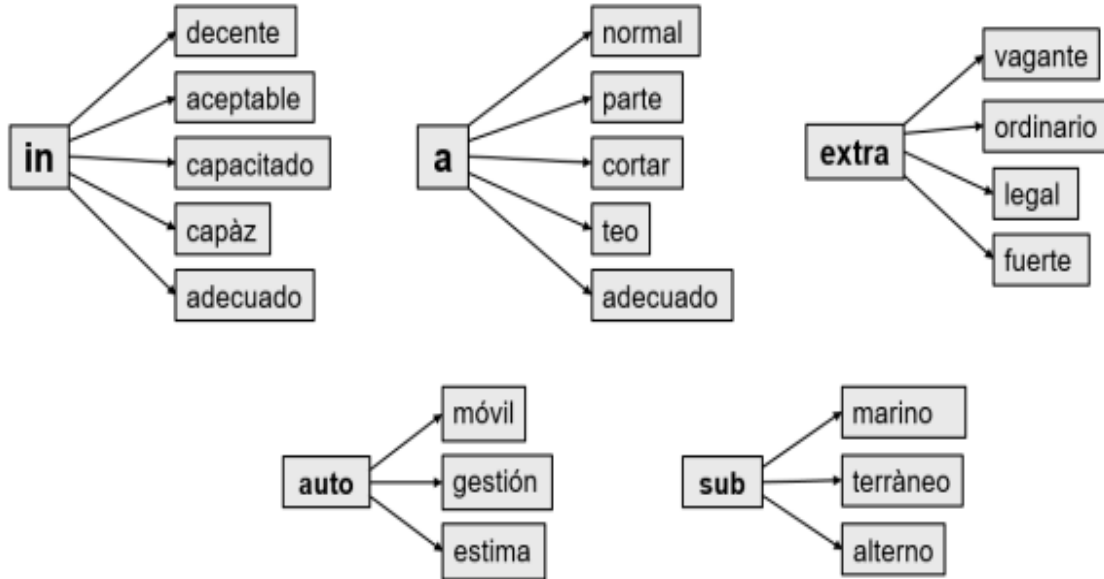 in
decente
aceptable
capacitado
capàz
adecuado
a
normal
parte
cortar
teo
adecuado
extra
vagante
ordinario
legal
fuerte
auto
móvil
gestión
estima
sub
marino
terràneo
alterno